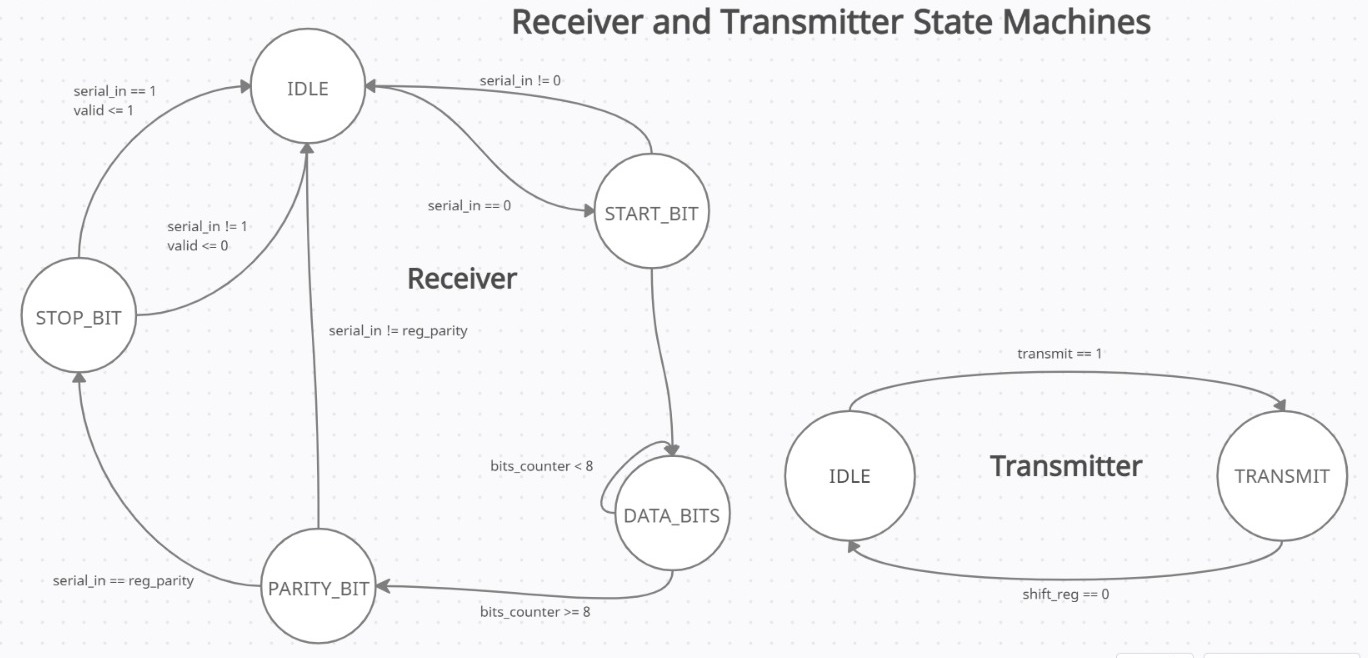 Receiver and Transmitter State Machines
IDLE
serial_in != 0
serial_in == 1
valid <= 1
serial_in == 0
START_BIT
serial_in != 1
valid <= 0
Receiver
STOP_BIT
serial_in != reg_parity
bits_counter < 8
DATA_BITS
serial_in == reg_parity
PARITY_BIT
bits_counter >= 8
transmit == 1
IDLE
Transmitter
TRANSMIT
shift_reg == 0